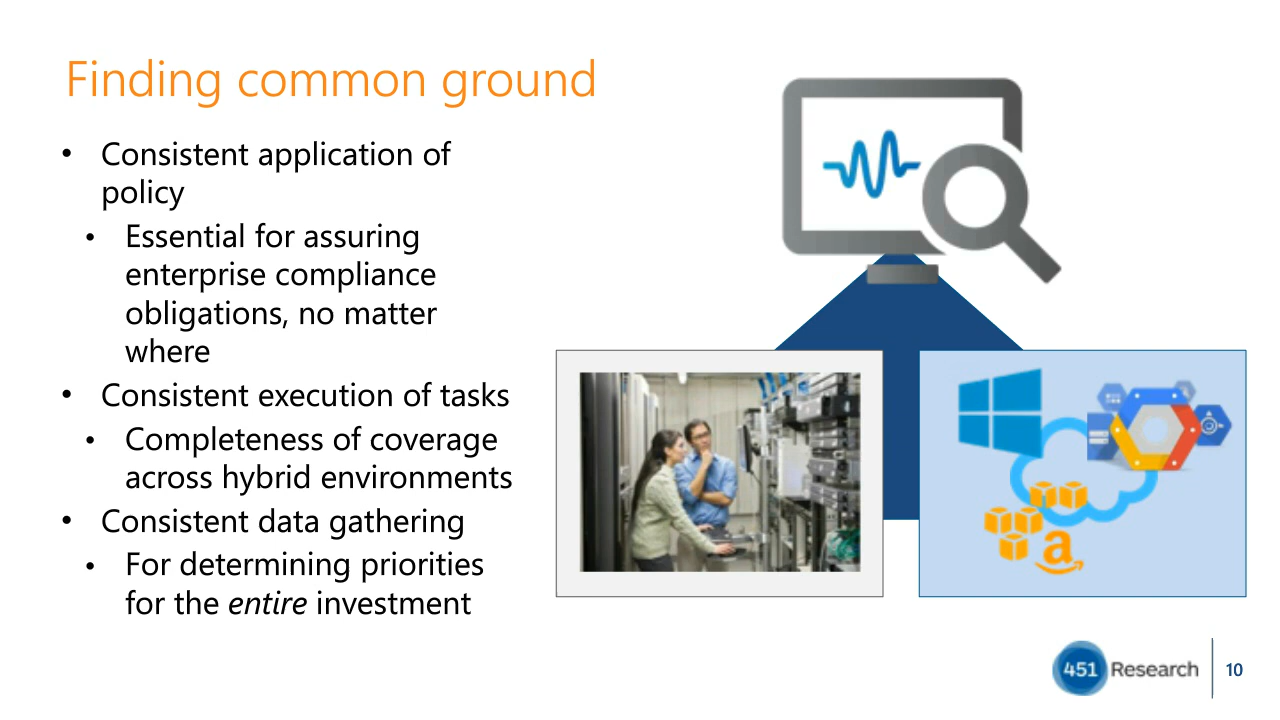 Finding common ground
• Consistent application of
policy
• Essential for assuring
enterprise compliance
obligations, no matter
where
• Consistent execution of tasks
• Completeness of coverage
across hybrid environments
• Consistent data gathering
• For determining priorities
for the entire investment
a
451 Research
10